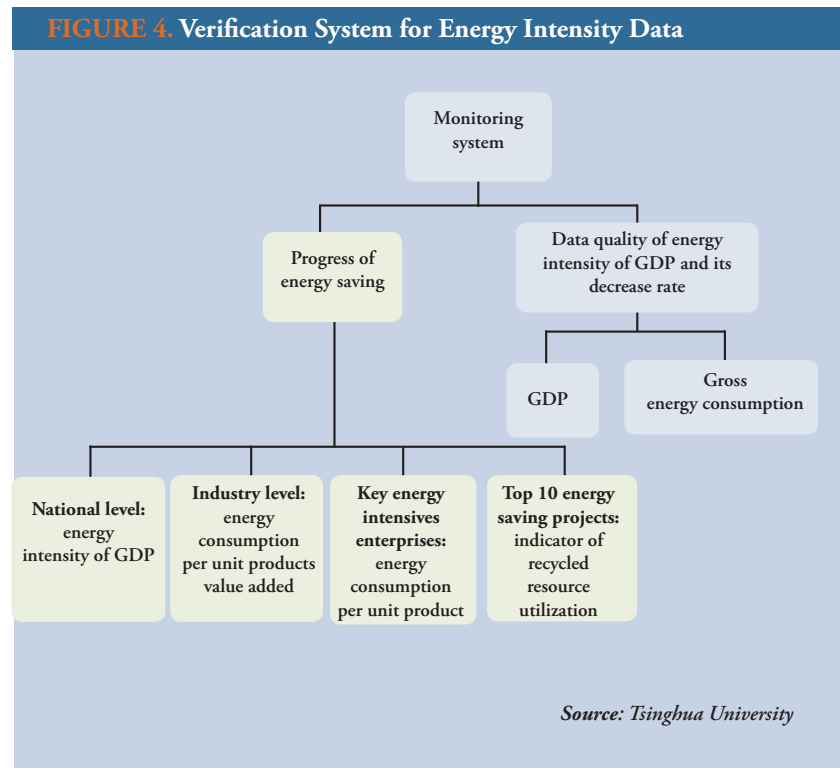 FIGURE 4. Verification System for Energy Intensity Data
Monitoring
system
Progress of
energy saving
Data quality of energy
intensity of GDP and its
decrease rate
GDP
Gross
energy consumption
National level:
energy
intensity of GDP
Industry level:
energy
consumption
per unit products
value added
Key energy
intensives
enterprises:
energy
consumption
per unit product
Top 10 energy
saving projects:
indicator of
recycled
resource
utilization
Source: Tsinghua University